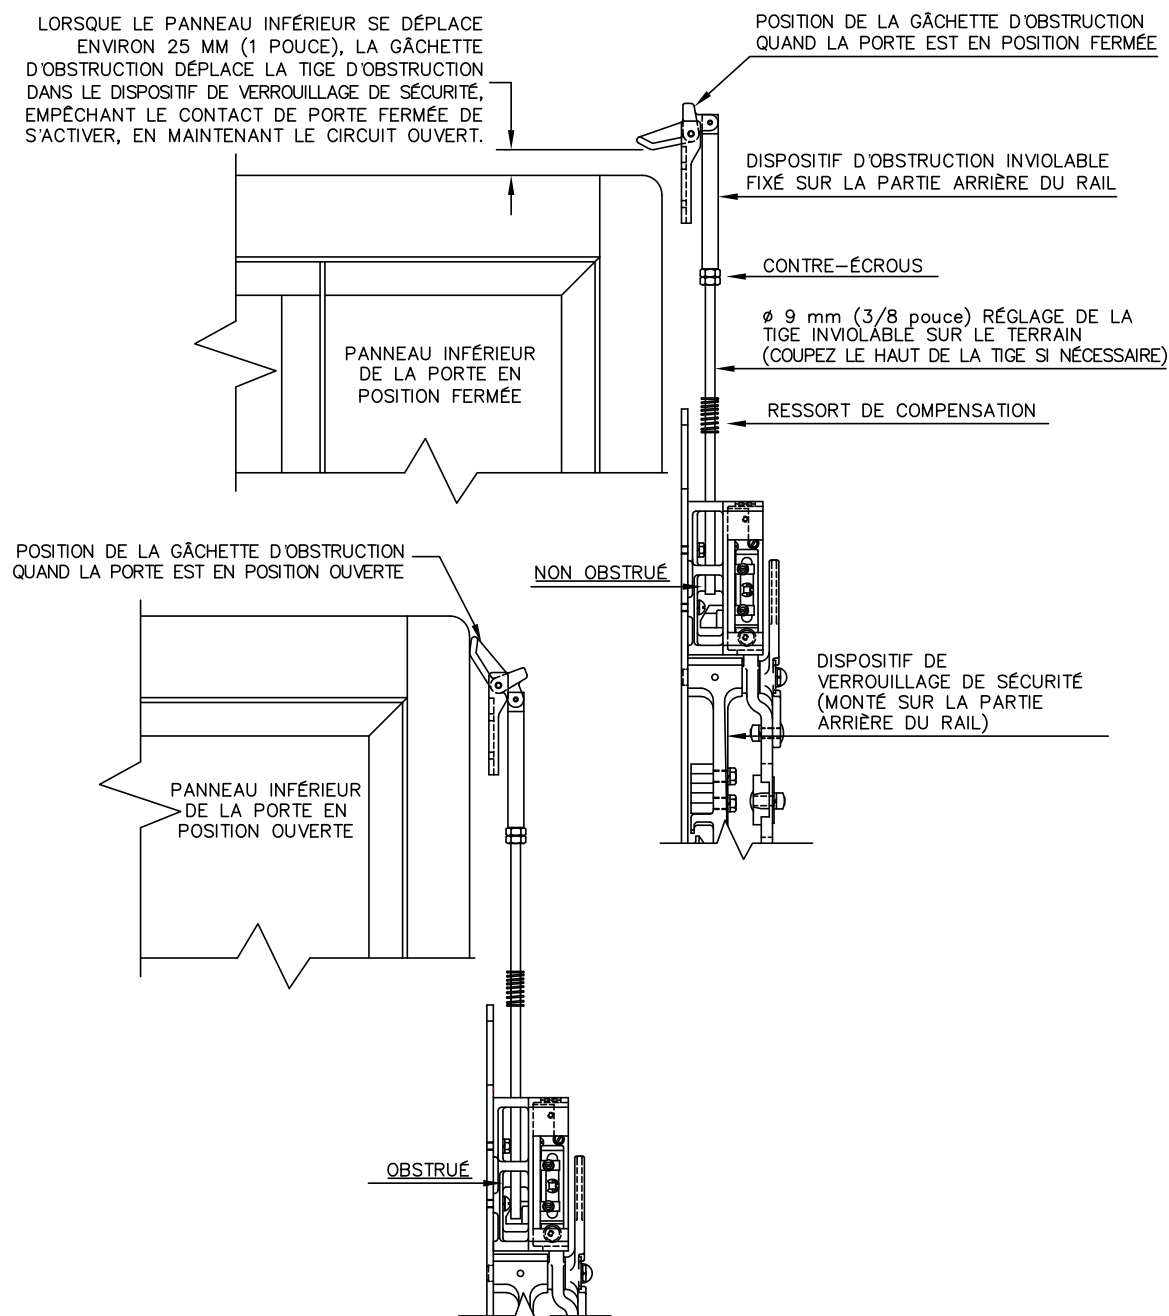 LORSQUE LE PANNEAU INFÉRIEUR SE DÉPLACE
ENVIRON 25 MM (1 POUCE), LA GÂCHETTE
D'OBSTRUCTION DÉPLACE LA TIGE D'OBSTRUCTION
DANS LE DISPOSITIF DE VERROUILLAGE DE SÉCURITÉ,
EMPÊCHANT LE CONTACT DE PORTE FERMÉE DE
S'ACTIVER, EN MAINTENANT LE CIRCUIT OUVERT.
POSITION DE LA GÂCHETTE D'OBSTRUCTION
QUAND LA PORTE EST EN POSITION FERMÉE
DISPOSITIF D'OBSTRUCTION INVIOLABLE
FIXÉ SUR LA PARTIE ARRIÈRE DU RAIL
CONTRE-ÉCROUS
ø 9 mm (3/8 pouce) RÉGLAGE DE LA
TIGE INVIOLABLE SUR LE TERRAIN
(COUPEZ LE HAUT DE LA TIGE SI NÉCESSAIRE)
PANNEAU INFÉRIEUR
DE LA PORTE EN
POSITION FERMÉE
RESSORT DE COMPENSATION
POSITION DE LA GÂCHETTE D'OBSTRUCTION
QUAND LA PORTE EST EN POSITION OUVERTE
NON OBSTRUÉ
DISPOSITIF DE
VERROUILLAGE DE SÉCURITÉ
(MONTÉ SUR LA PARTIE
ARRIÈRE DU RAIL)
PANNEAU INFÉRIEUR
DE LA PORTE EN
POSITION OUVERTE
OBSTRUÉ